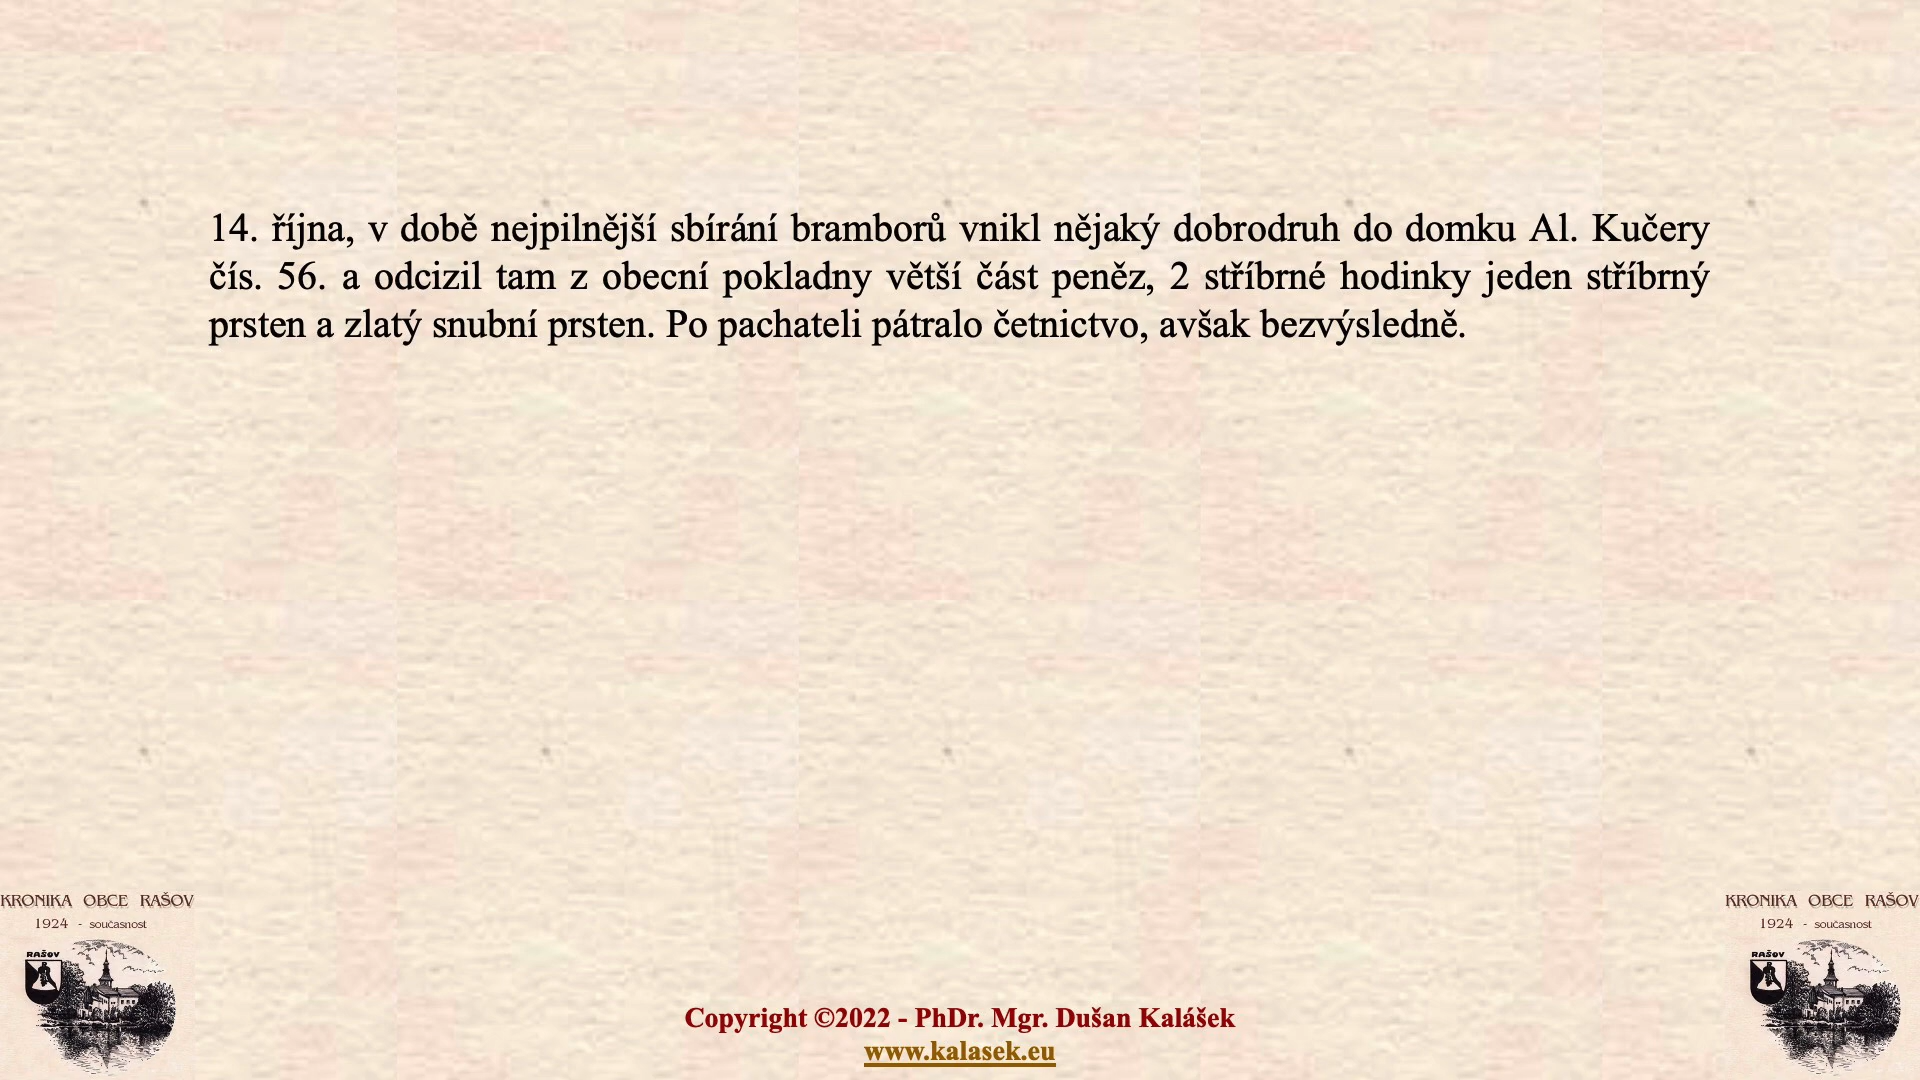 14. října, v době nejpilnější sbírání bramborů vnikl nějaký dobrodruh do domku Al. Kučery
čís. 56. a odcizil tam z obecní pokladny větší část peněz, 2 stříbrné hodinky jeden stříbrný
prsten a zlatý snubní prsten. Po pachateli pátralo četnictvo, avšak bezvýsledně.
KRONIKA OBCE RAŠOV
1924 - současnost
RAŠOV
KRONIKA OBCE RAŠOV
1924 - současnost
RAŠOV
Copyright ©2022 - PhDr. Mgr. Dušan Kalášek
www.kalasek.eu